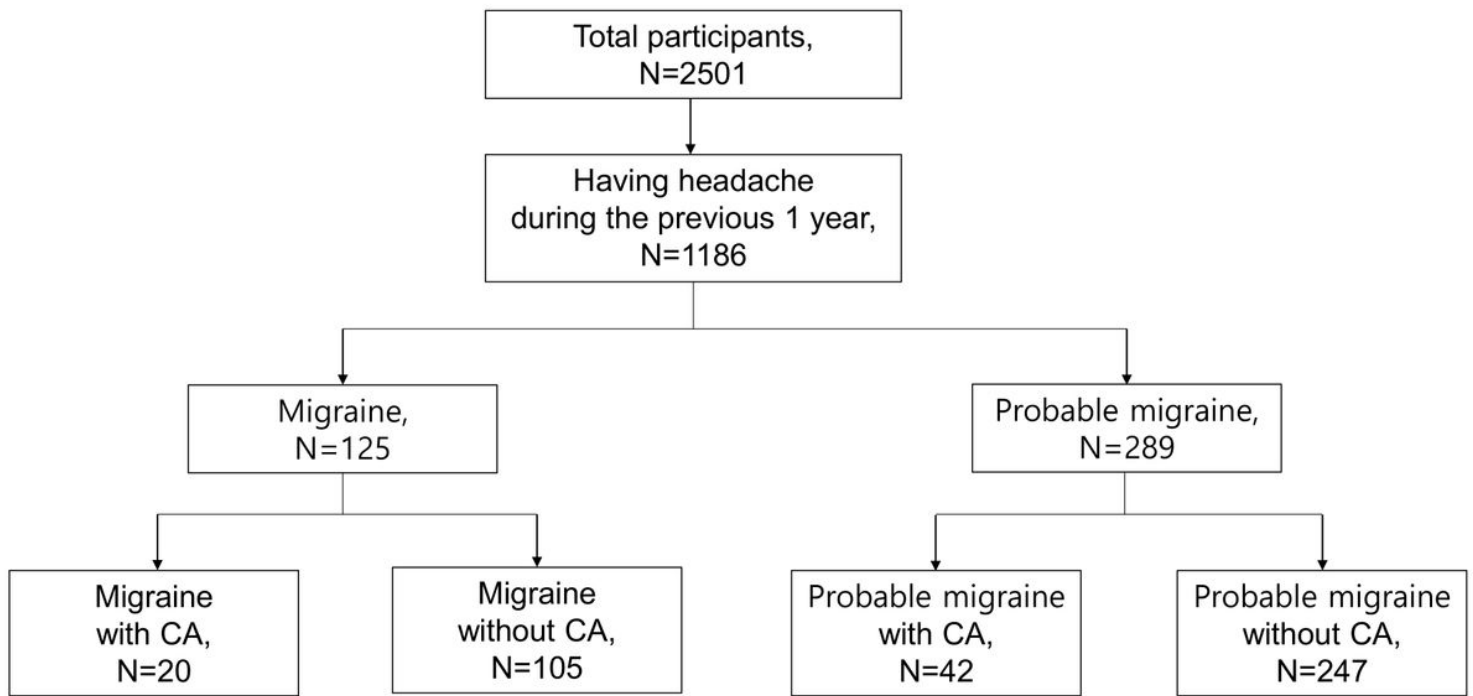 Total participants,
N=2501
Having headache
during the previous 1 year,
N=1186
Migraine,
N=125
Probable migraine,
N=289
Migraine
with CA,
N=20
Migraine
without CA,
N=105
Probable migraine
with CA,
N=42
Probable migraine
without CA,
N=247